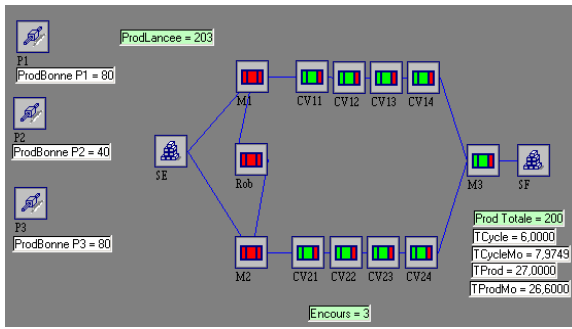 P1
ProdBonne P1 = 80
ProdLancee = 203
M1
CV11
CV12
CV13
CV14
P2
ProdBonne P2 = 40
SE
Rob
M3
SF
P3
ProdBonne P3 = 80
M2
CV21
CV22
CV23
CV24
Prod Totale = 200
TCycle = 6,0000
TCycleMo = 7,9749
TProd = 27,0000
TProdMo = 26,6000
Encours = 3